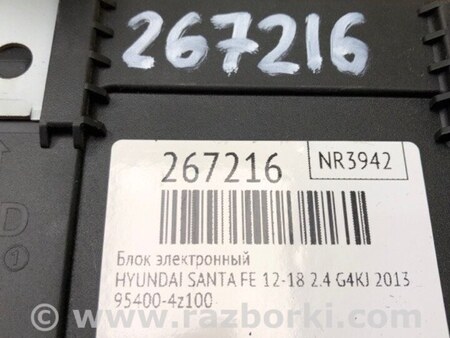 267216
267216
NR3942
Блок электронный
HYUNDAI SANTA FE 12-18 2.4 G4KJ 2013
95400-4z100
D
1
© www.razborki.com